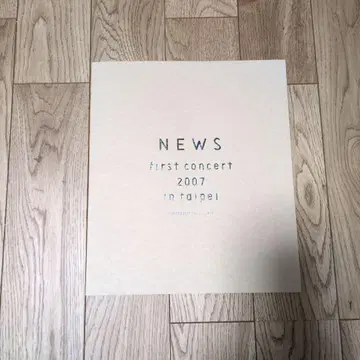 NEWS
first concert
2007
in taipei